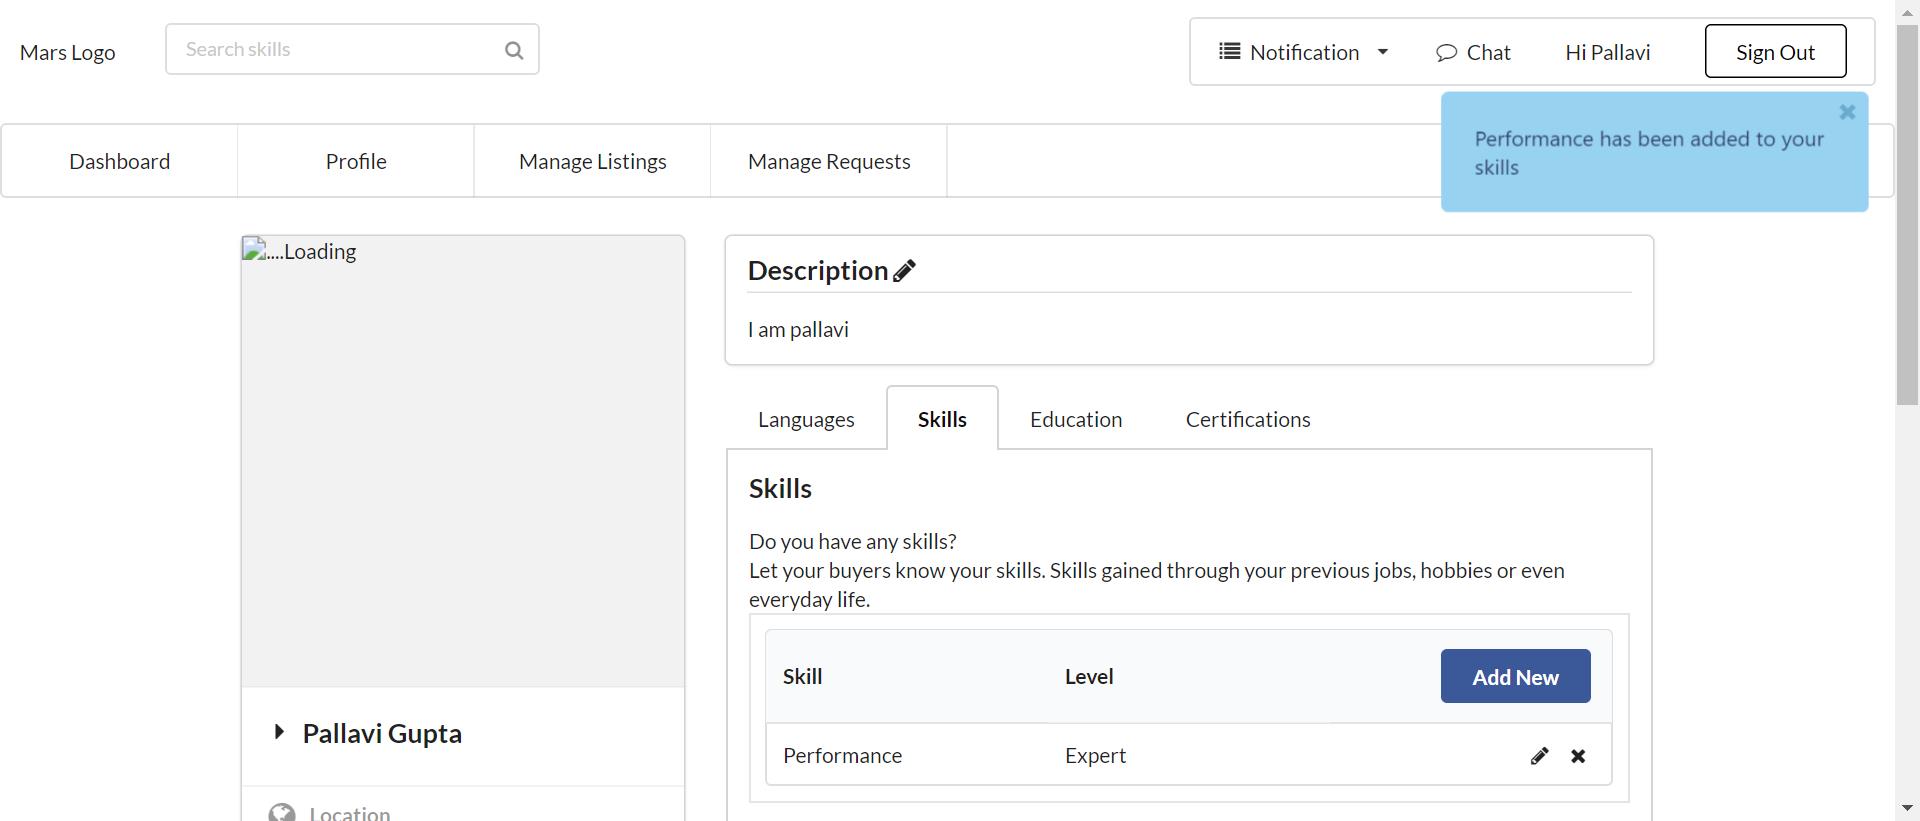 Mars Logo
Search skills
Notification
Chat
Hi Pallavi
Sign Out
Performance has been added to your
skills
Dashboard
Profile
Manage Listings
Manage Requests
....Loading
Description
I am pallavi
Languages
Skills
Education
Certifications
Skills
Do you have any skills?
Let your buyers know your skills. Skills gained through your previous jobs, hobbies or even
everyday life.
Skill
Level
Add New
Performance
Expert
Pallavi Gupta
Location